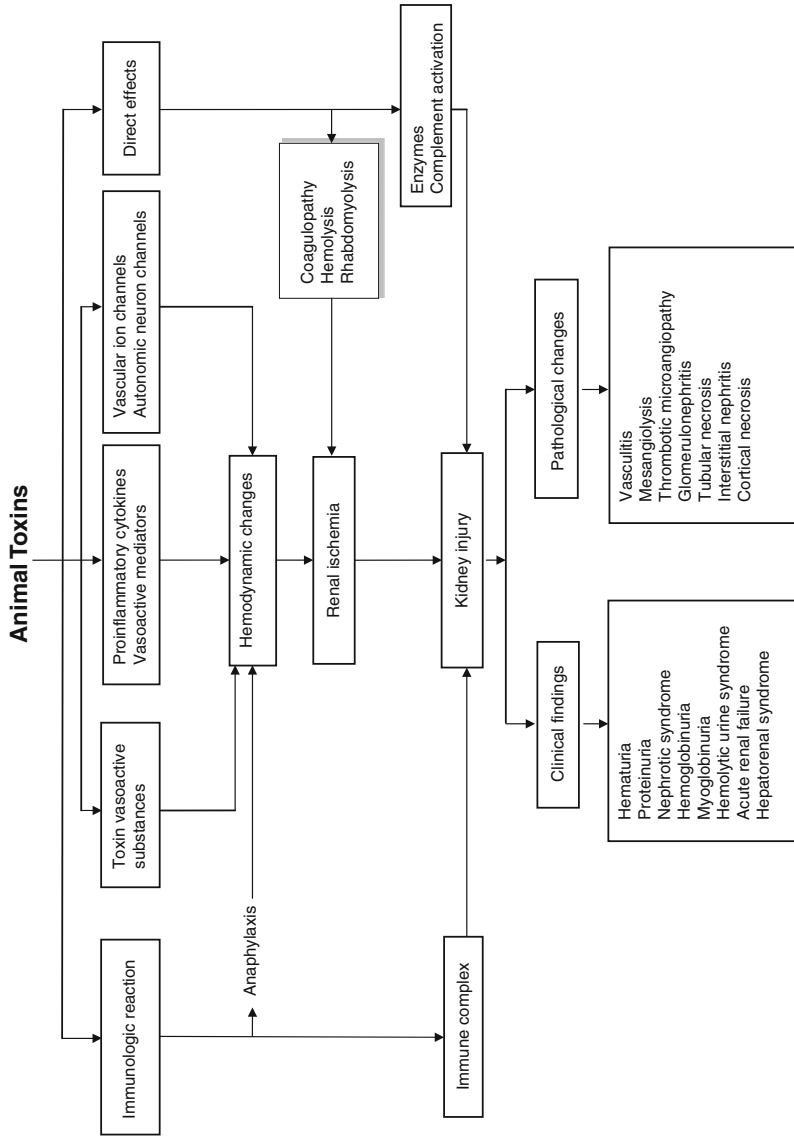 Animal Toxins
Immunologic reaction
Toxin vasoactive
substances
Proinflammatory cytokines
Vasoactive mediators
Vascular ion channels
Autonomic neuron channels
Direct effects
Anaphylaxis
Hemodynamic changes
Coagulopathy
Hemolysis
Rhabdomyolysis
Renal ischemia
Enzymes
Complement activation
Immune complex
Kidney injury
Clinical findings
Pathological changes
Hematuria
Proteinuria
Nephrotic syndrome
Hemoglobinuria
Myoglobinuria
Hemolytic urine syndrome
Acute renal failure
Hepatorenal syndrome
Vasculitis
Mesangiolysis
Thrombotic microangiopathy
Glomerulonephritis
Tubular necrosis
Interstitial nephritis
Cortical necrosis